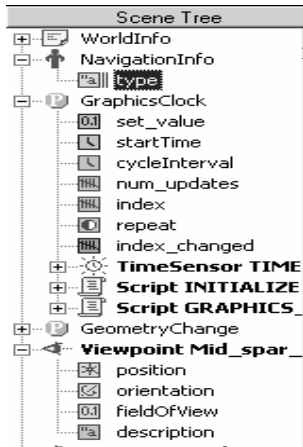 Scene Tree
WorldInfo
NavigationInfo
type
GraphicsClock
set_value
startTime
cycleInterval
num_updates
index
repeat
index_changed
TimeSensor TIME
Script INITIALIZE
Script GRAPHICS_
GeometryChange
Viewpoint Mid_spar_
position
orientation
fieldOfView
description